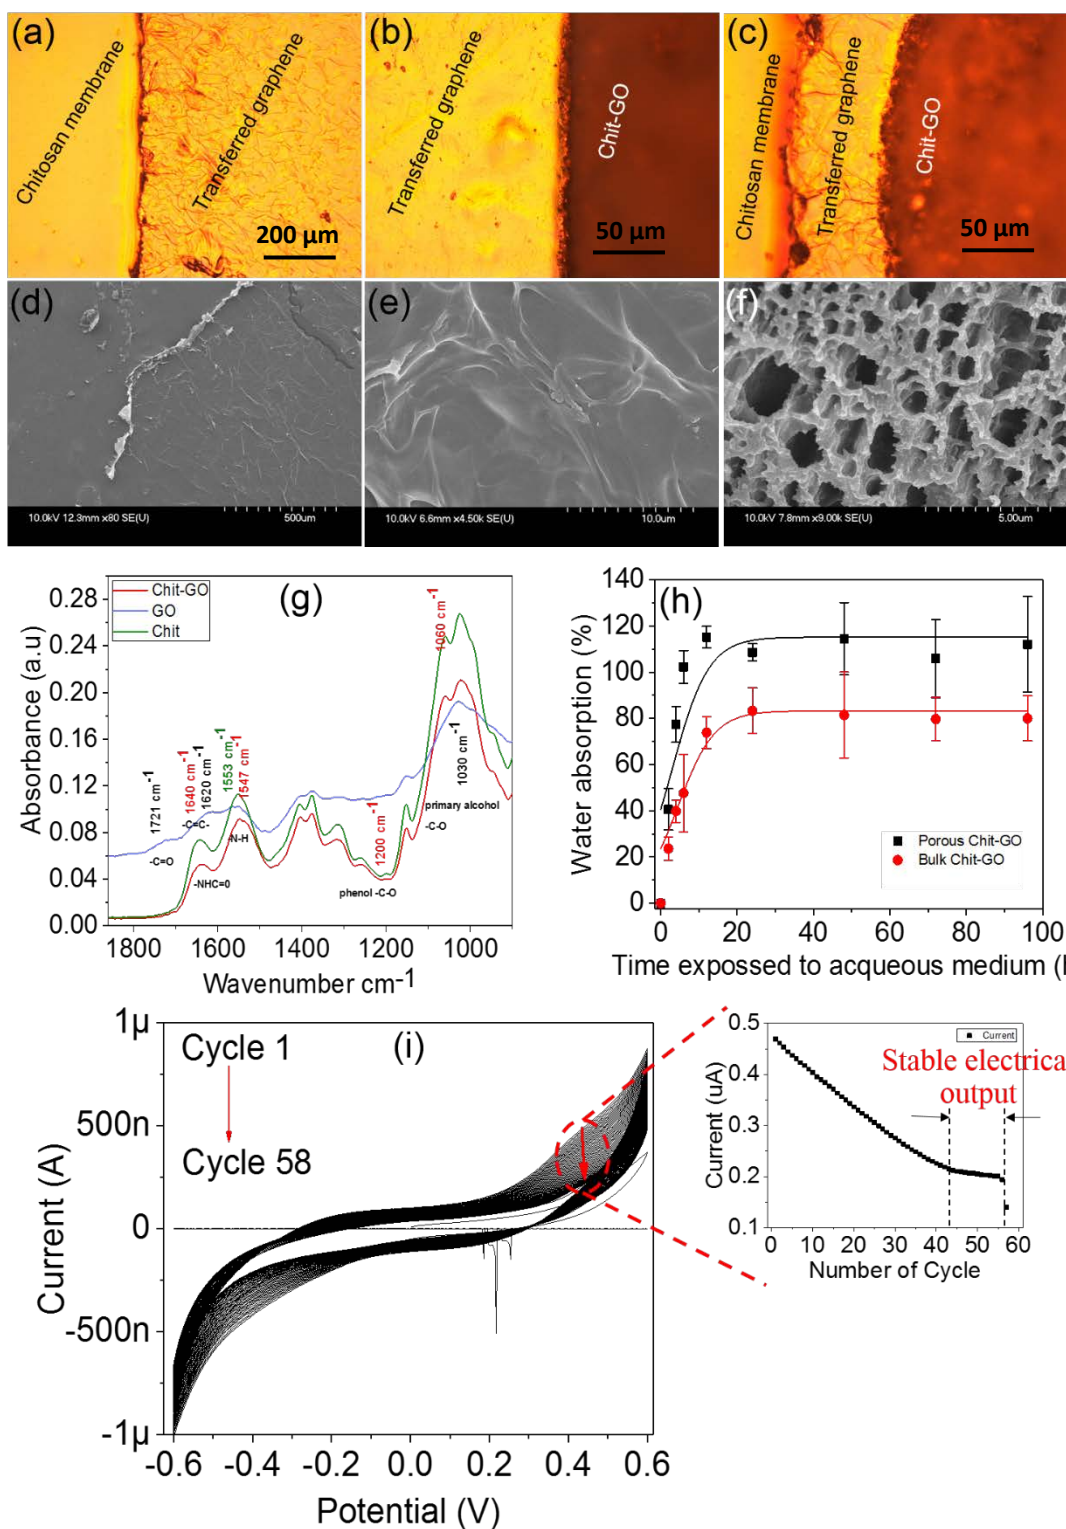 (a)
Chitosan membrane
Transferred graphene
200 µm
(b)
Transferred graphene
Chit-GO
50 µm
(c)
Chitosan membrane
Transferred graphene
Chit-GO
50 µm
(d)
10.0kV 12.3mm x80 SE(U)
500um
(e)
10.0kV 6.6mm x4.50k SE(U)
10.0um
(f)
10.0kV 7.8mm x9.00k SE(U)
5.00um
(g)
Chit-GO
GO
Chit
Absorbance (a.u)
0.28
0.24
0.20
0.16
0.12
0.08
0.04
0.00
1721 cm-1
-C=O
1640 cm-1
1620 cm-1
-C=C-
-NHC=0
1553 cm-1
1547 cm-1
-N-H
1200 cm-1
phenol -C-O
1060 cm-1
1030 cm-1
primary alcohol
-C-O
1800 1600 1400 1200 1000
Wavenumber cm-1
(h)
Water absorption (%)
140
120
100
80
60
40
20
0
Porous Chit-GO
Bulk Chit-GO
0 20 40 60 80 100
Time expossed to acqueous medium (
(i)
Cycle 1
Cycle 58
Current (A)
1µ
500n
0
-500n
-1µ
-0.6 -0.4 -0.2 0.0 0.2 0.4 0.6
Potential (V)
Current (uA)
0.5
0.4
0.3
0.2
0.1
Current
Stable electrica
output
0 10 20 30 40 50 60
Number of Cycle